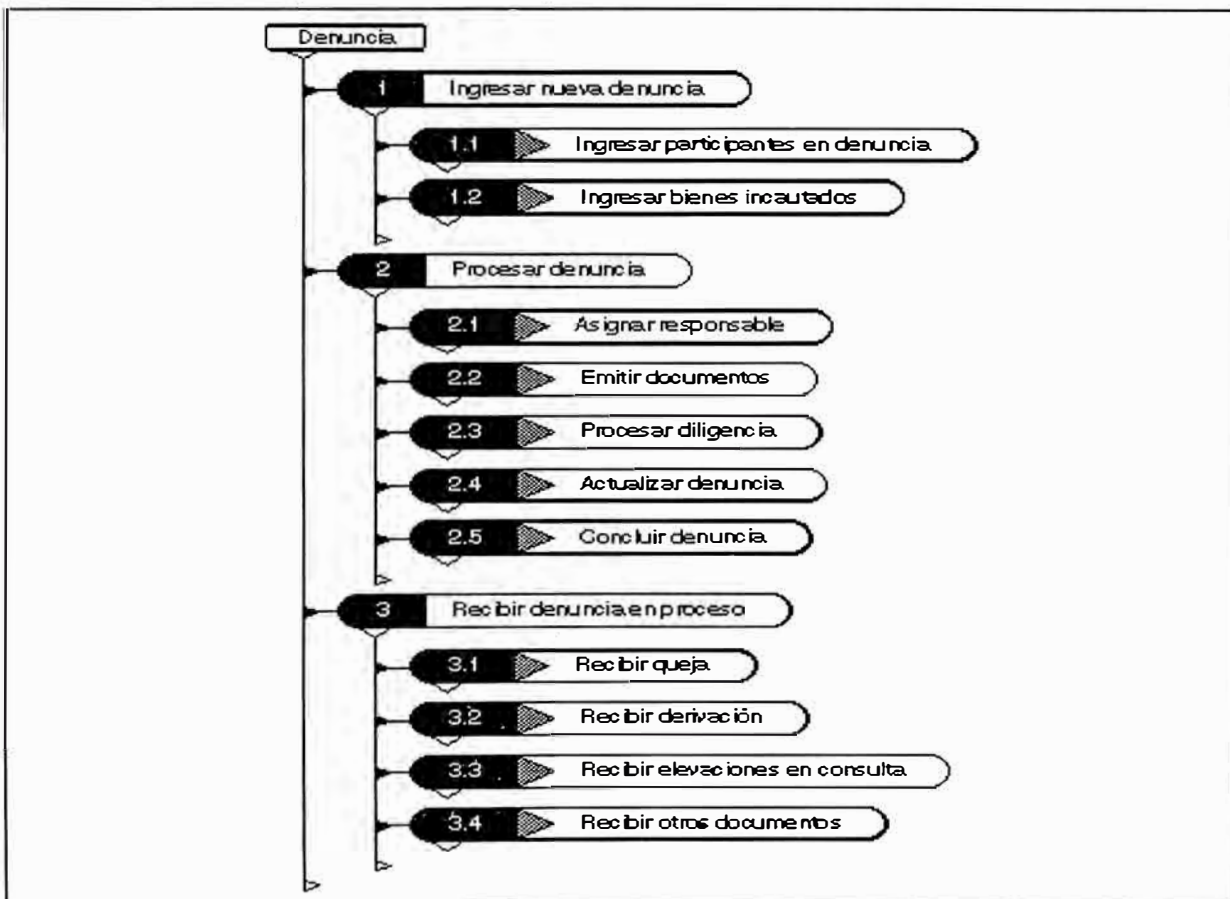 Denuncia
1 Ingresar nueva denuncia
1.1 Ingresar participantes en denuncia
1.2 Ingresar bienes incautados
2 Procesar denuncia
2.1 Asignar responsable
2.2 Emitir documentos
2.3 Procesar diligencia
2.4 Actualizar denuncia
2.5 Concluir denuncia
3 Recibir denuncia en proceso
3.1 Recibir queja
3.2 Recibir derivación
3.3 Recibir elevaciones en consulta
3.4 Recibir otros documentos